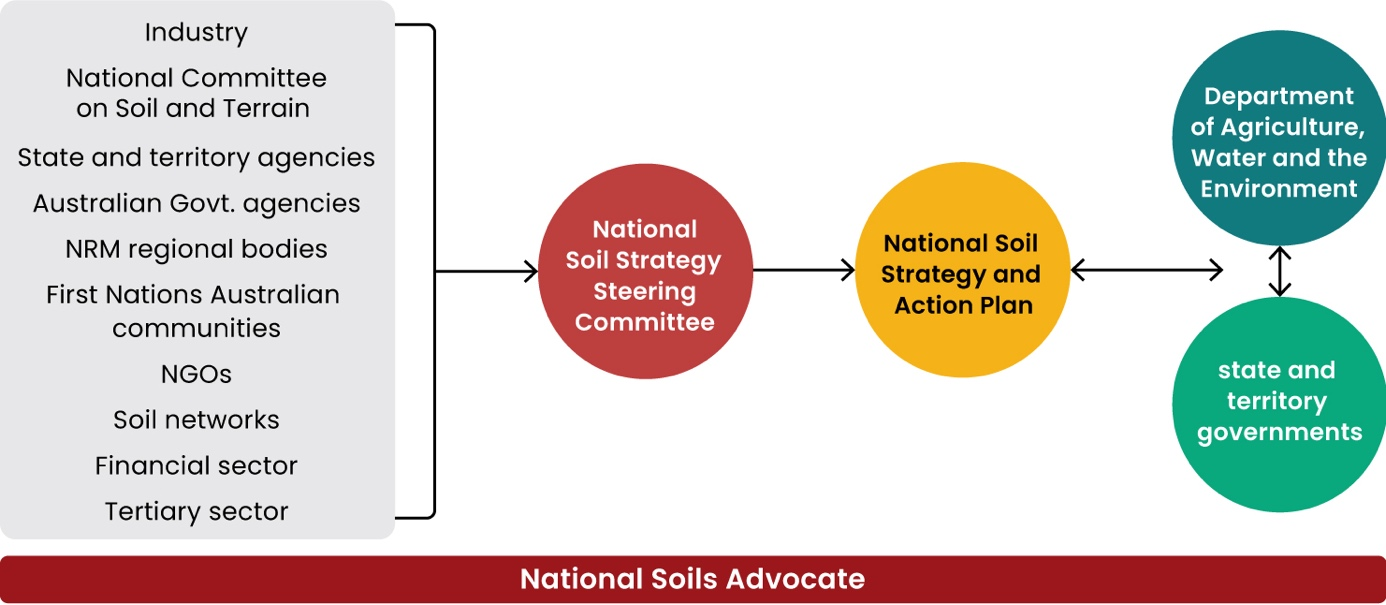 Industry
National Committee
on Soil and Terrain
State and territory agencies
Australian Govt. agencies
NRM regional bodies
First Nations Australian
communities
NGOs
Soil networks
Financial sector
Tertiary sector
National
Soil Strategy
Steering
Committee
National Soil
Strategy and
Action Plan
Department
of Agriculture,
Water and the
Environment
state and
territory
governments
National Soils Advocate